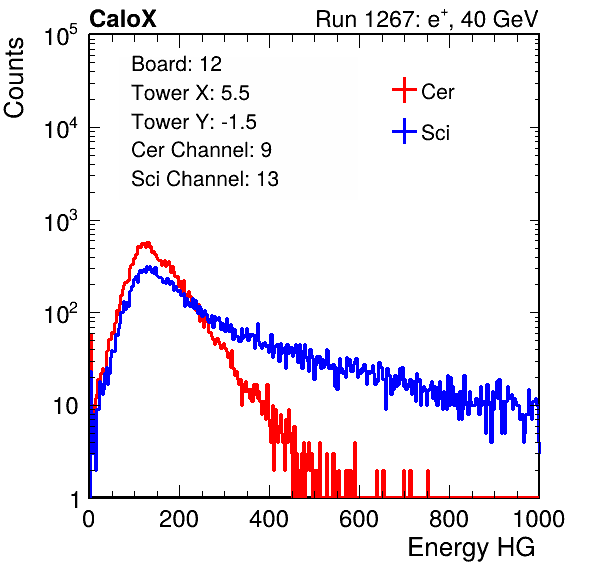 CaloX Run 1267: e⁺, 40 GeV
Counts
10⁵
10⁴
10³
10²
10
1
Board: 12
Tower X: 5.5
Tower Y: -1.5
Cer Channel: 9
Sci Channel: 13
Cer
Sci
0 200 400 600 800 1000
Energy HG